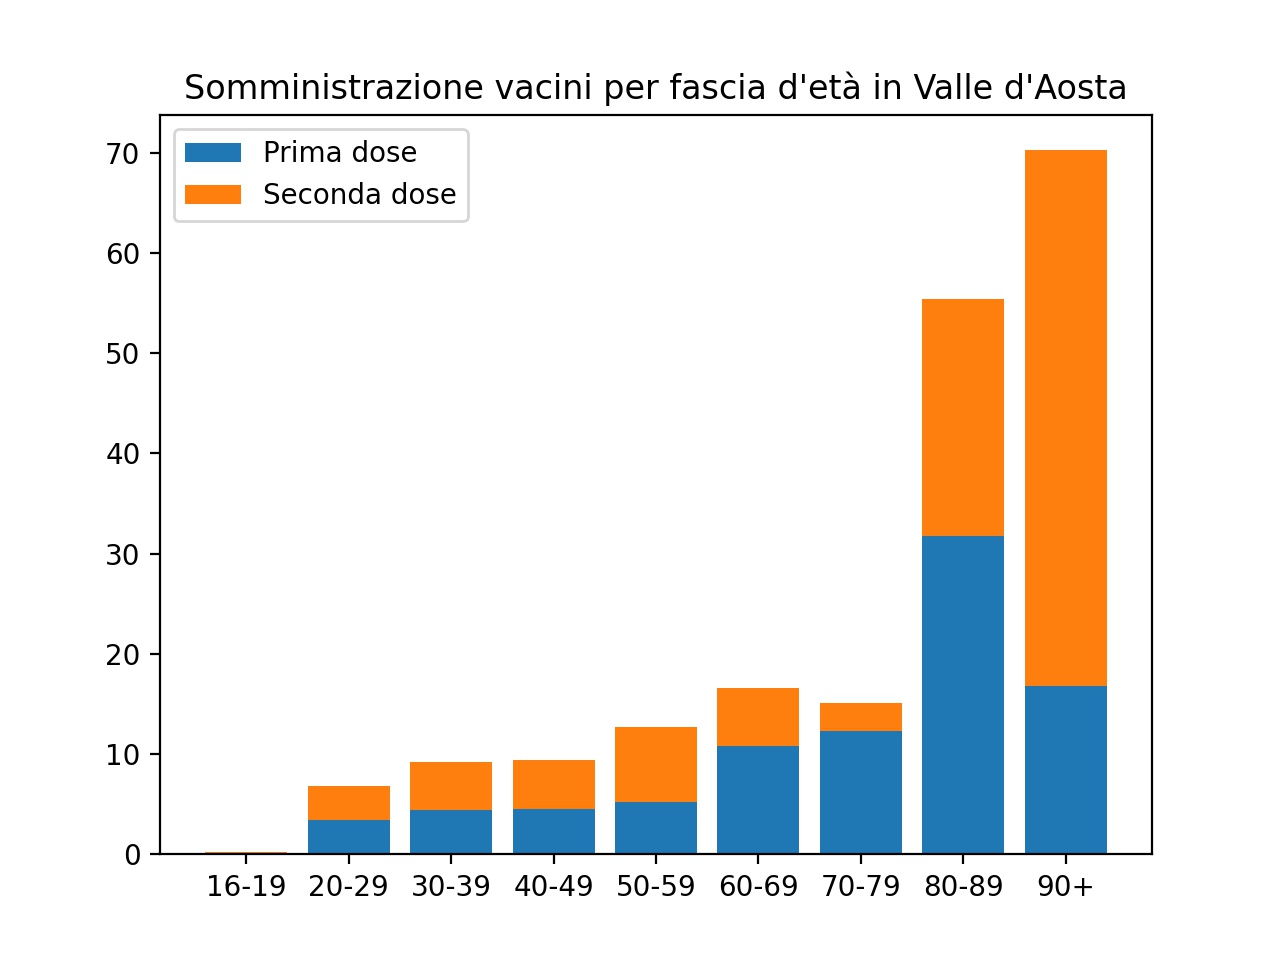 Somministrazione vacini per fascia d'età in Valle d'Aosta
Prima dose
Seconda dose
70
60
50
40
30
20
10
0
16-19 20-29 30-39 40-49 50-59 60-69 70-79 80-89 90+